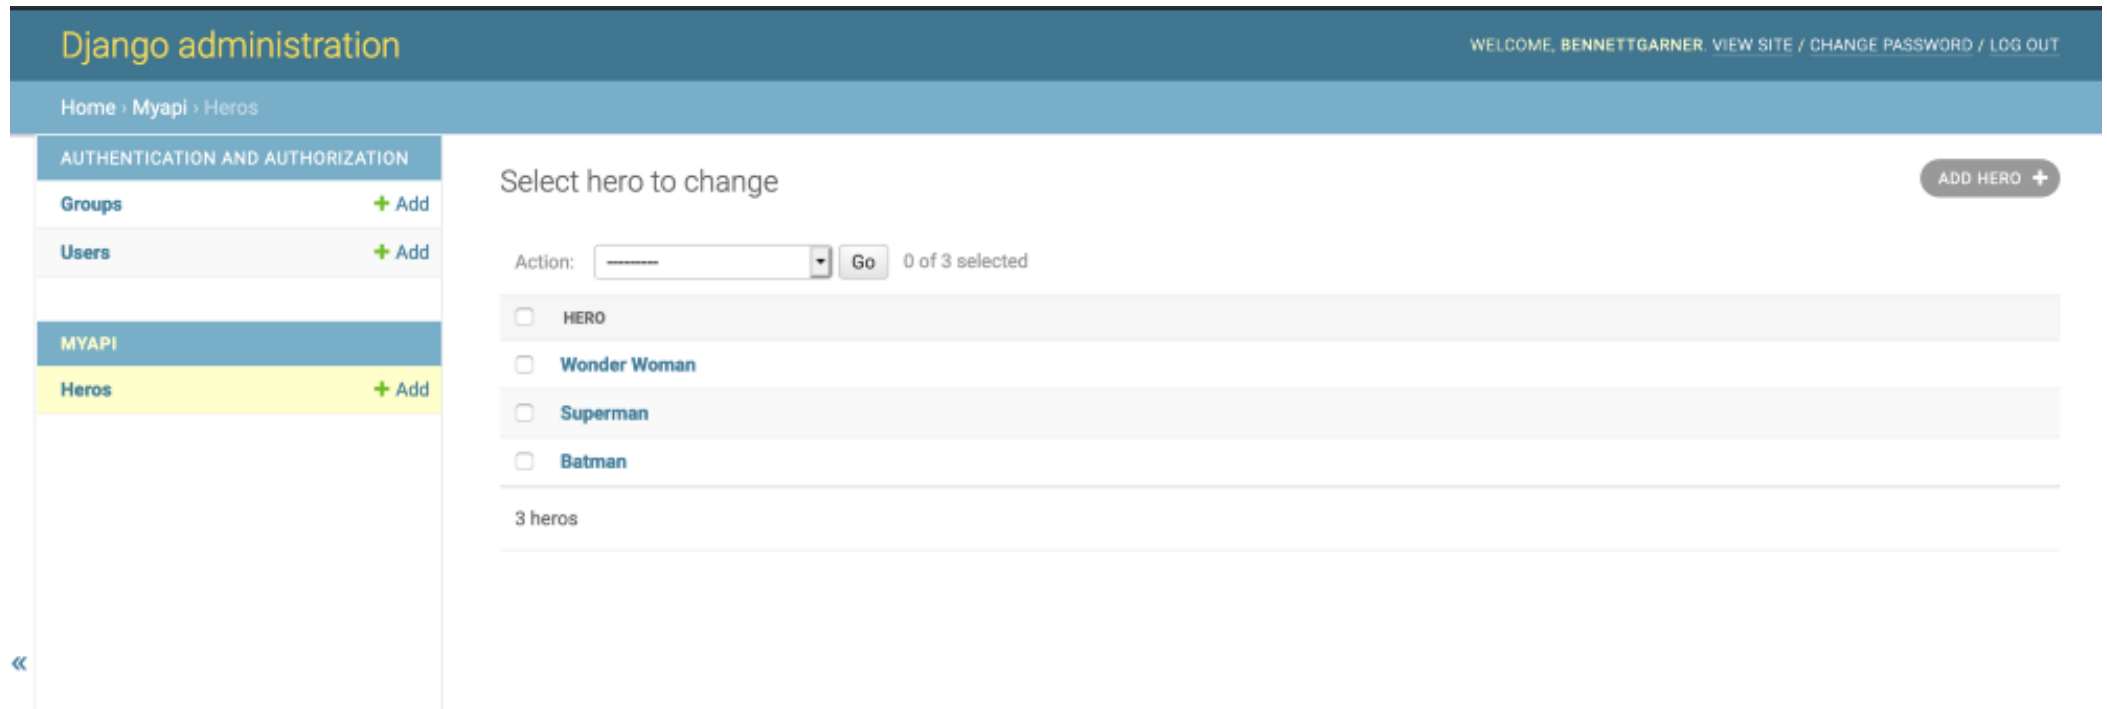 Django administration
WELCOME, BENNETTGARNER. VIEW SITE / CHANGE PASSWORD / LOG OUT
Home › Myapi › Heros
AUTHENTICATION AND AUTHORIZATION
Groups + Add
Users + Add
MYAPI
Heros + Add
Select hero to change
ADD HERO +
Action: --------- Go 0 of 3 selected
HERO
Wonder Woman
Superman
Batman
3 heros
«